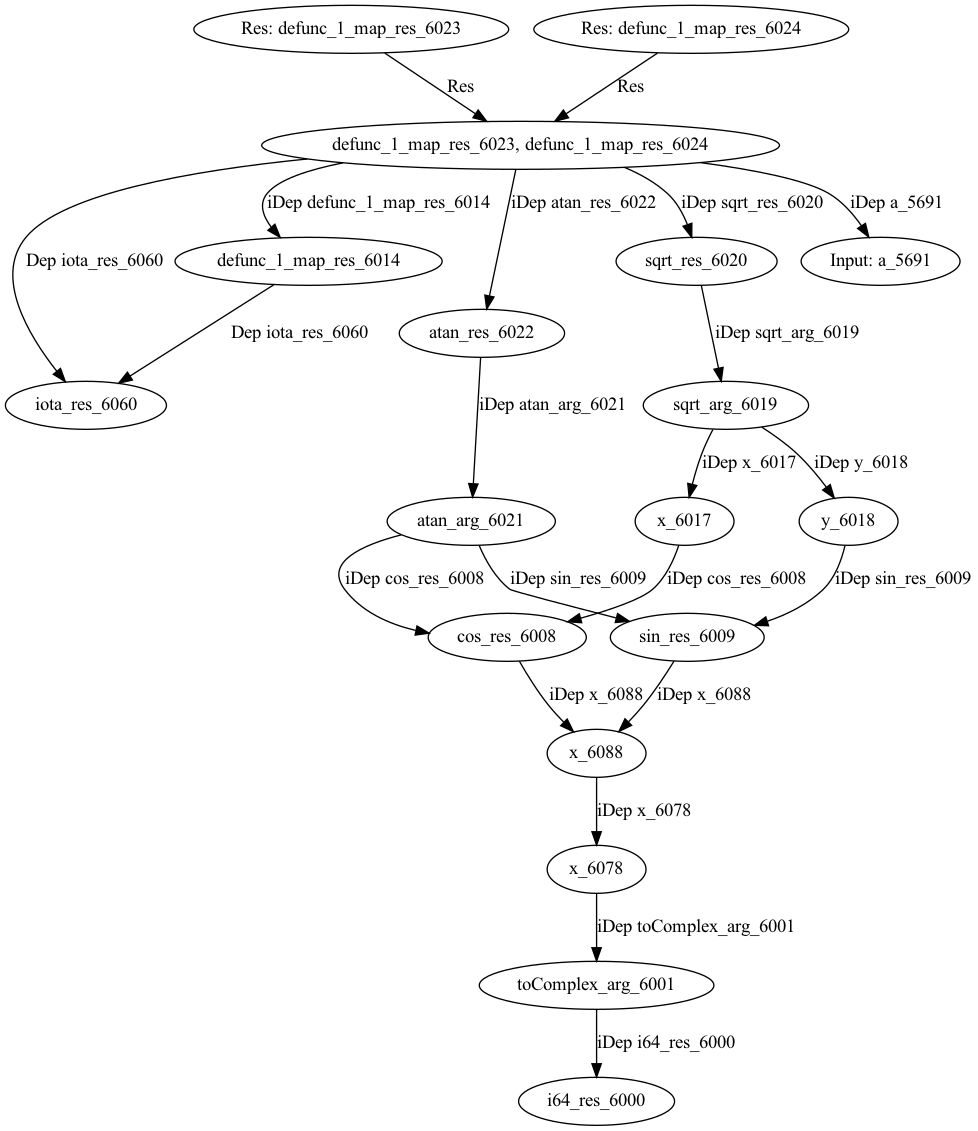 Res: defunc_1_map_res_6023
Res: defunc_1_map_res_6024
Res
Res
defunc_1_map_res_6023, defunc_1_map_res_6024
iDep defunc_1_map_res_6014
iDep atan_res_6022
iDep sqrt_res_6020
iDep a_5691
Dep iota_res_6060
defunc_1_map_res_6014
sqrt_res_6020
Input: a_5691
Dep iota_res_6060
atan_res_6022
iDep sqrt_arg_6019
iota_res_6060
iDep atan_arg_6021
sqrt_arg_6019
iDep x_6017
iDep y_6018
atan_arg_6021
x_6017
y_6018
iDep cos_res_6008
iDep sin_res_6009
iDep cos_res_6008
iDep sin_res_6009
cos_res_6008
sin_res_6009
iDep x_6088
iDep x_6088
x_6088
iDep x_6078
x_6078
iDep toComplex_arg_6001
toComplex_arg_6001
iDep i64_res_6000
i64_res_6000